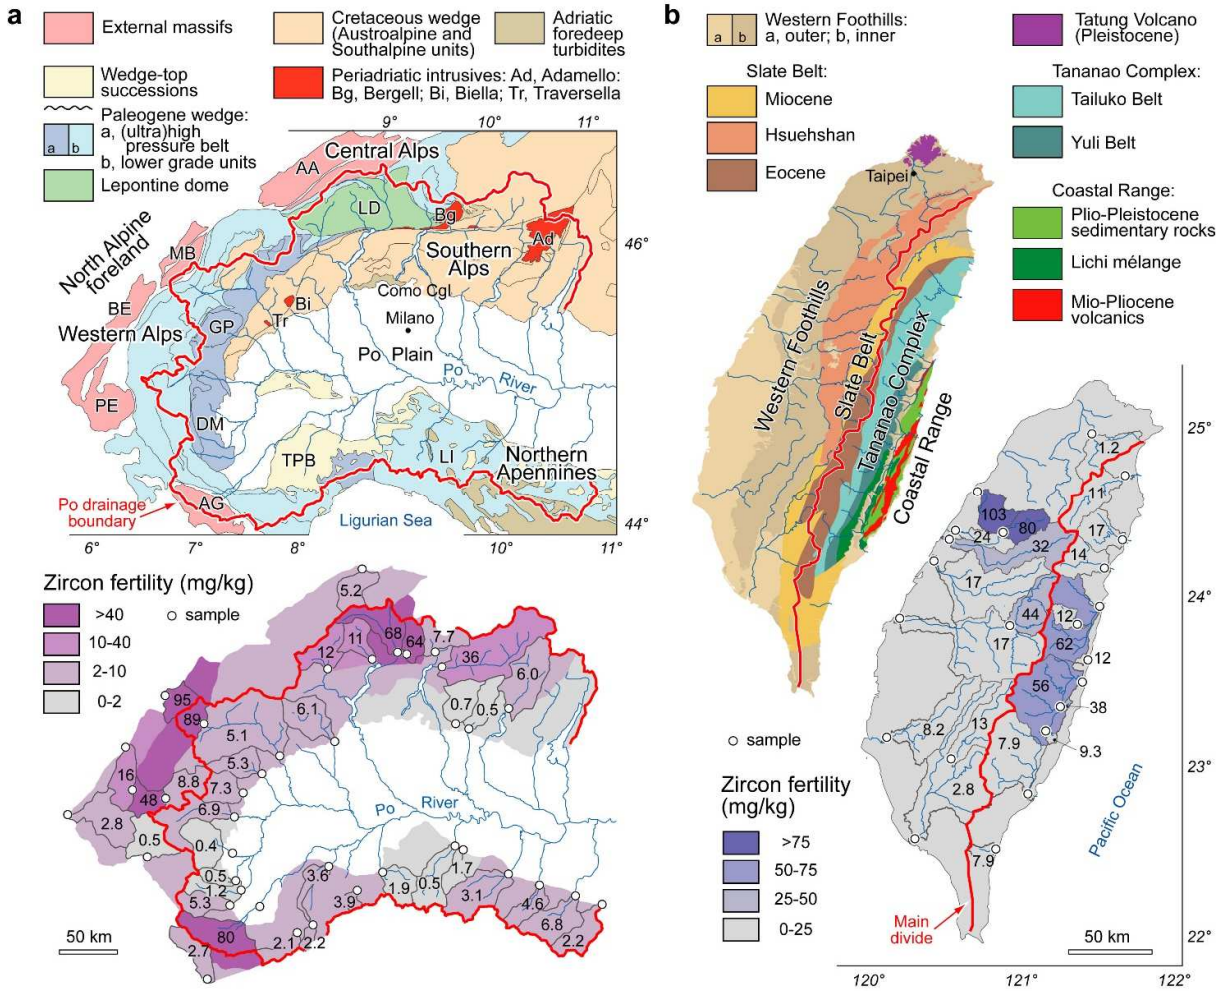 a
External massifs
Cretaceous wedge
(Austroalpine and
Southalpine units)
Adriatic
foredeep
turbidites
Wedge-top
successions
Periadriatic intrusives: Ad, Adamello:
Bg, Bergell; Bi, Biella; Tr, Traversella
Paleogene wedge:
a, (ultra)high
pressure belt
b, lower grade units
a b
Lepontine dome
9° 10° 11°
Central Alps
AA
LD
Bg
Ad
46°
North Alpine
foreland
MB
Southern
Alps
BE
Bi
Tr
Como Cgl
Milano
Western Alps
GP
Po Plain
Po River
PE
DM
TPB
LI
Northern
Apennines
Po drainage
boundary
AG
Ligurian Sea
44°
6° 7° 8° 10° 11°
Zircon fertility (mg/kg)
>40
10-40
2-10
0-2
sample
5.2
11
68
64
7.7
12
36
6.0
95
89
6.1
0.7
0.5
5.1
5.3
16
8.8
7.3
48
6.9
2.8
0.5
0.4
Po River
0.5
1.2
5.3
3.6
3.9
1.9
0.5
1.7
3.1
4.6
6.8
2.2
80
2.7
2.1
2.2
50 km
b
Western Foothills:
a, outer; b, inner
a b
Tatung Volcano
(Pleistocene)
Slate Belt:
Miocene
Hsuehshan
Eocene
Tananao Complex:
Tailuko Belt
Yuli Belt
Coastal Range:
Plio-Pleistocene
sedimentary rocks
Lichi mélange
Mio-Pliocene
volcanics
Taipei
Western Foothills
Slate Belt
Tananao Complex
Coastal Range
25°
24°
23°
22°
1.2
11
103
80
17
24
32
14
17
44
12
62
17
12
56
38
8.2
13
7.9
9.3
2.8
7.9
sample
Zircon fertility
(mg/kg)
>75
50-75
25-50
0-25
Pacific Ocean
Main
divide
50 km
120° 121° 122°